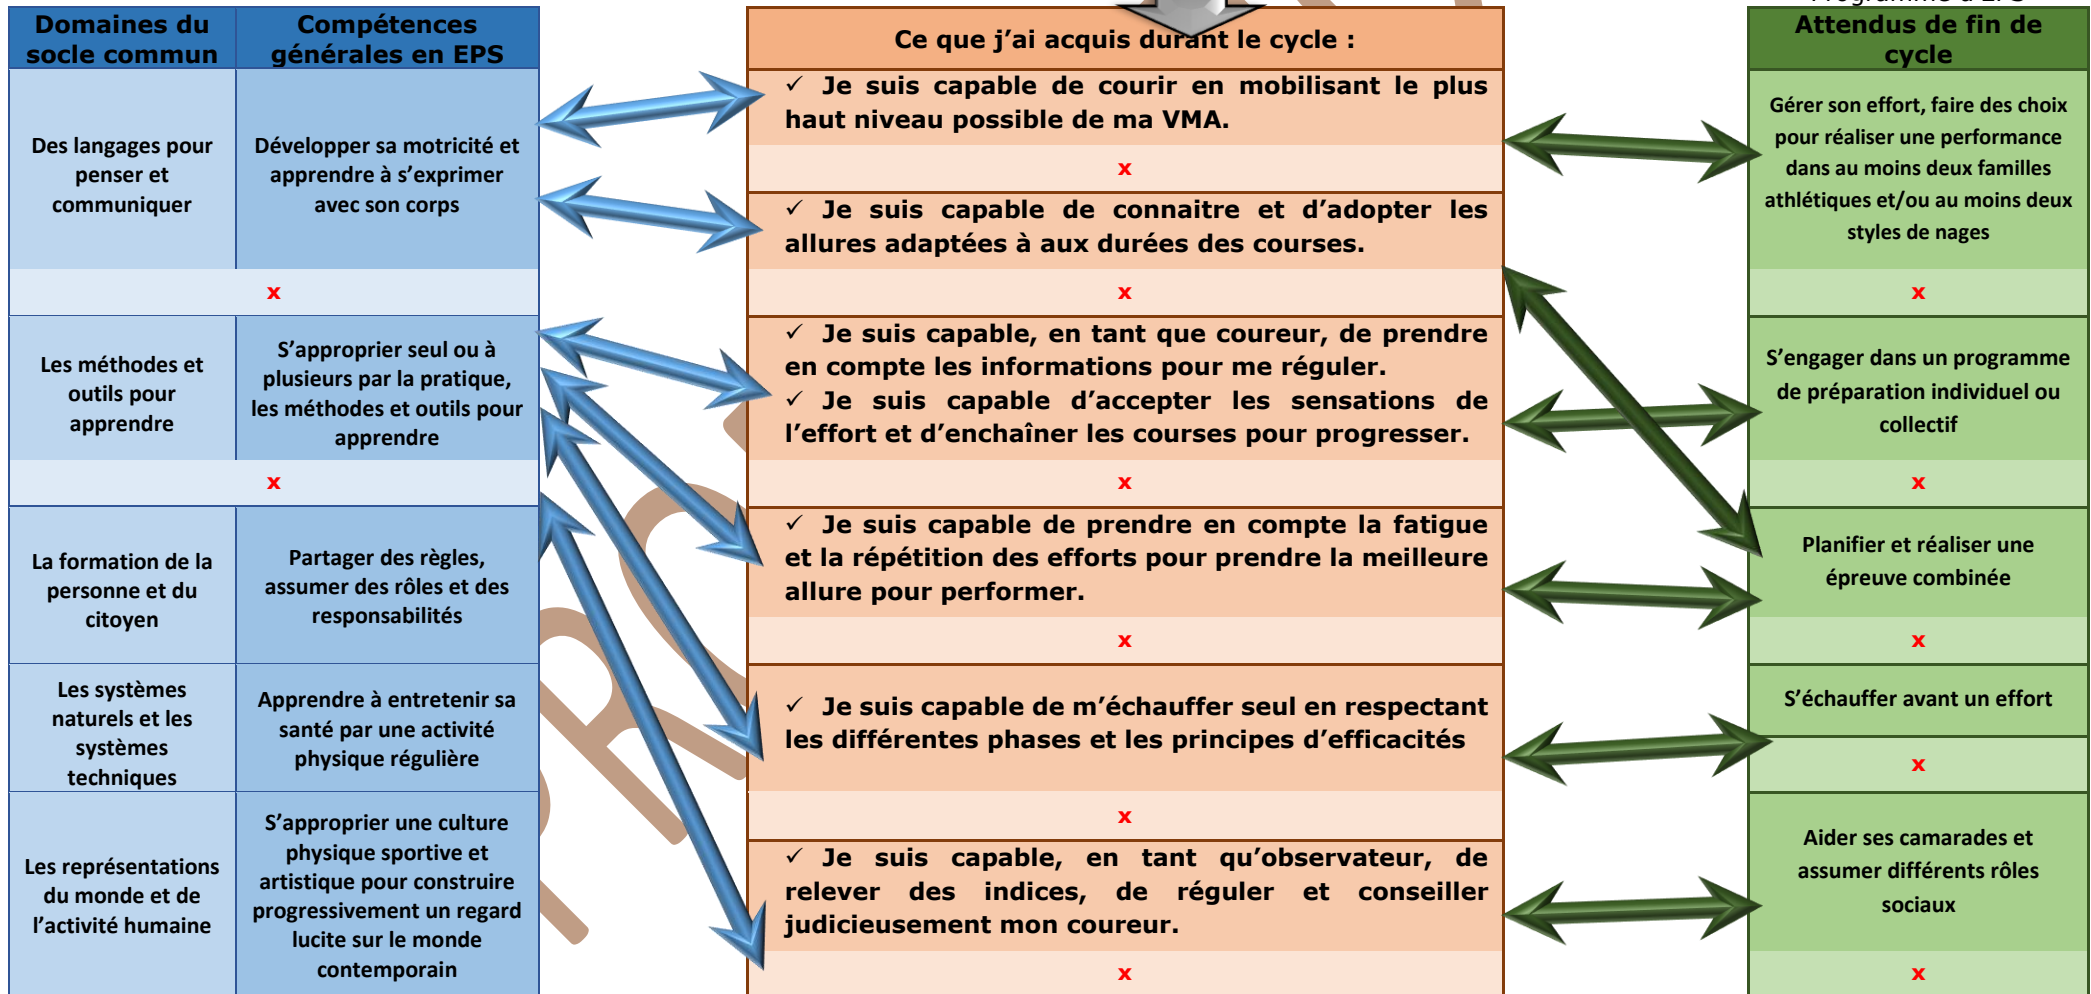 Programme d'EPS
Domaines du
socle commun
Compétences
générales en EPS
Des langages pour
penser et
communiquer
Développer sa motricité et
apprendre à s'exprimer
avec son corps
x
Les méthodes et
outils pour
apprendre
S'approprier seul ou à
plusieurs par la pratique,
les méthodes et outils pour
apprendre
x
La formation de la
personne et du
citoyen
Partager des règles,
assumer des rôles et des
responsabilités
Les systèmes
naturels et les
systèmes
techniques
Apprendre à entretenir sa
santé par une activité
physique régulière
Les représentations
du monde et de
l'activité humaine
S'approprier une culture
physique sportive et
artistique pour construire
progressivement un regard
lucite sur le monde
contemporain
Ce que j'ai acquis durant le cycle :
✓ Je suis capable de courir en mobilisant le plus
haut niveau possible de ma VMA.
x
✓ Je suis capable de connaitre et d'adopter les
allures adaptées à aux durées des courses.
x
✓ Je suis capable, en tant que coureur, de prendre
en compte les informations pour me réguler.
✓ Je suis capable d'accepter les sensations de
l'effort et d'enchaîner les courses pour progresser.
x
✓ Je suis capable de prendre en compte la fatigue
et la répétition des efforts pour prendre la meilleure
allure pour performer.
x
✓ Je suis capable de m'échauffer seul en respectant
les différentes phases et les principes d'efficacités
x
✓ Je suis capable, en tant qu'observateur, de
relever des indices, de réguler et conseiller
judicieusement mon coureur.
x
Attendus de fin de
cycle
Gérer son effort, faire des choix
pour réaliser une performance
dans au moins deux familles
athlétiques et/ou au moins deux
styles de nages
x
S'engager dans un programme
de préparation individuel ou
collectif
x
Planifier et réaliser une
épreuve combinée
x
S'échauffer avant un effort
x
Aider ses camarades et
assumer différents rôles
sociaux
x